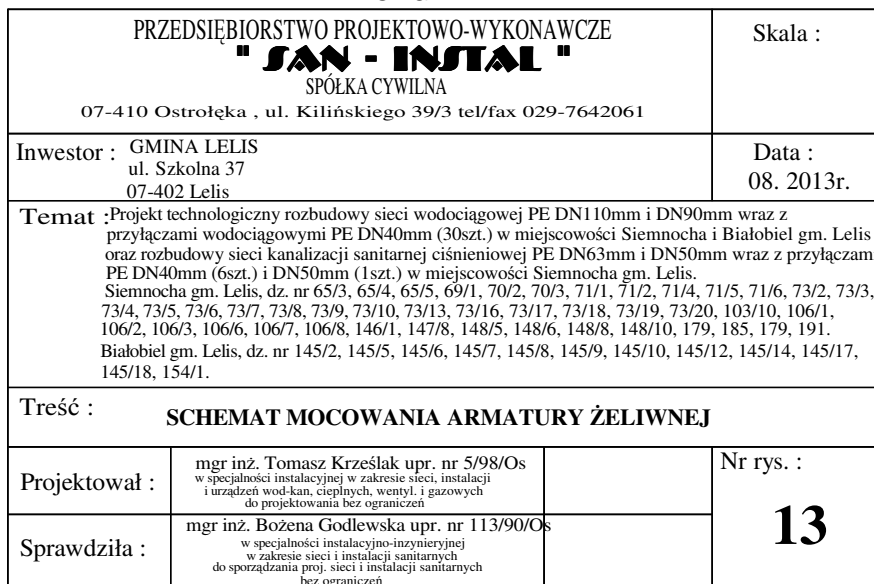 PRZEDSIĘBIORSTWO PROJEKTOWO-WYKONAWCZE
" SAN - INSTAL "
SPÓŁKA CYWILNA
07-410 Ostrołęka , ul. Kilińskiego 39/3 tel/fax 029-7642061
Skala :
Inwestor : GMINA LELIS
ul. Szkolna 37
07-402 Lelis
Data :
08. 2013r.
Temat : Projekt technologiczny rozbudowy sieci wodociągowej PE DN110mm i DN90mm wraz z
przyłączami wodociągowymi PE DN40mm (30szt.) w miejscowości Siemnocha i Białobiel gm. Lelis
oraz rozbudowy sieci kanalizacji sanitarnej ciśnieniowej PE DN63mm i DN50mm wraz z przyłączam
PE DN40mm (6szt.) i DN50mm (1szt.) w miejscowości Siemnocha gm. Lelis.
Siemnocha gm. Lelis, dz. nr 65/3, 65/4, 65/5, 69/1, 70/2, 70/3, 71/1, 71/2, 71/4, 71/5, 71/6, 73/2, 73/3,
73/4, 73/5, 73/6, 73/7, 73/8, 73/9, 73/10, 73/13, 73/16, 73/17, 73/18, 73/19, 73/20, 103/10, 106/1,
106/2, 106/3, 106/6, 106/7, 106/8, 146/1, 147/8, 148/5, 148/6, 148/8, 148/10, 179, 185, 179, 191.
Białobiel gm. Lelis, dz. nr 145/2, 145/5, 145/6, 145/7, 145/8, 145/9, 145/10, 145/12, 145/14, 145/17,
145/18, 154/1.
Treść :
SCHEMAT MOCOWANIA ARMATURY ŻELIWNEJ
Projektował :
mgr inż. Tomasz Krześlak upr. nr 5/98/Os
w specjalności instalacyjnej w zakresie sieci, instalacji
i urządzeń wod-kan, cieplnych, wentyl. i gazowych
do projektowania bez ograniczeń
Nr rys. :
13
Sprawdziła :
mgr inż. Bożena Godlewska upr. nr 113/90/Os
w specjalności instalacyjno-inzynieryjnej
w zakresie sieci i instalacji sanitarnych
do sporządzania proj. sieci i instalacji sanitarnych
bez ograniczeń